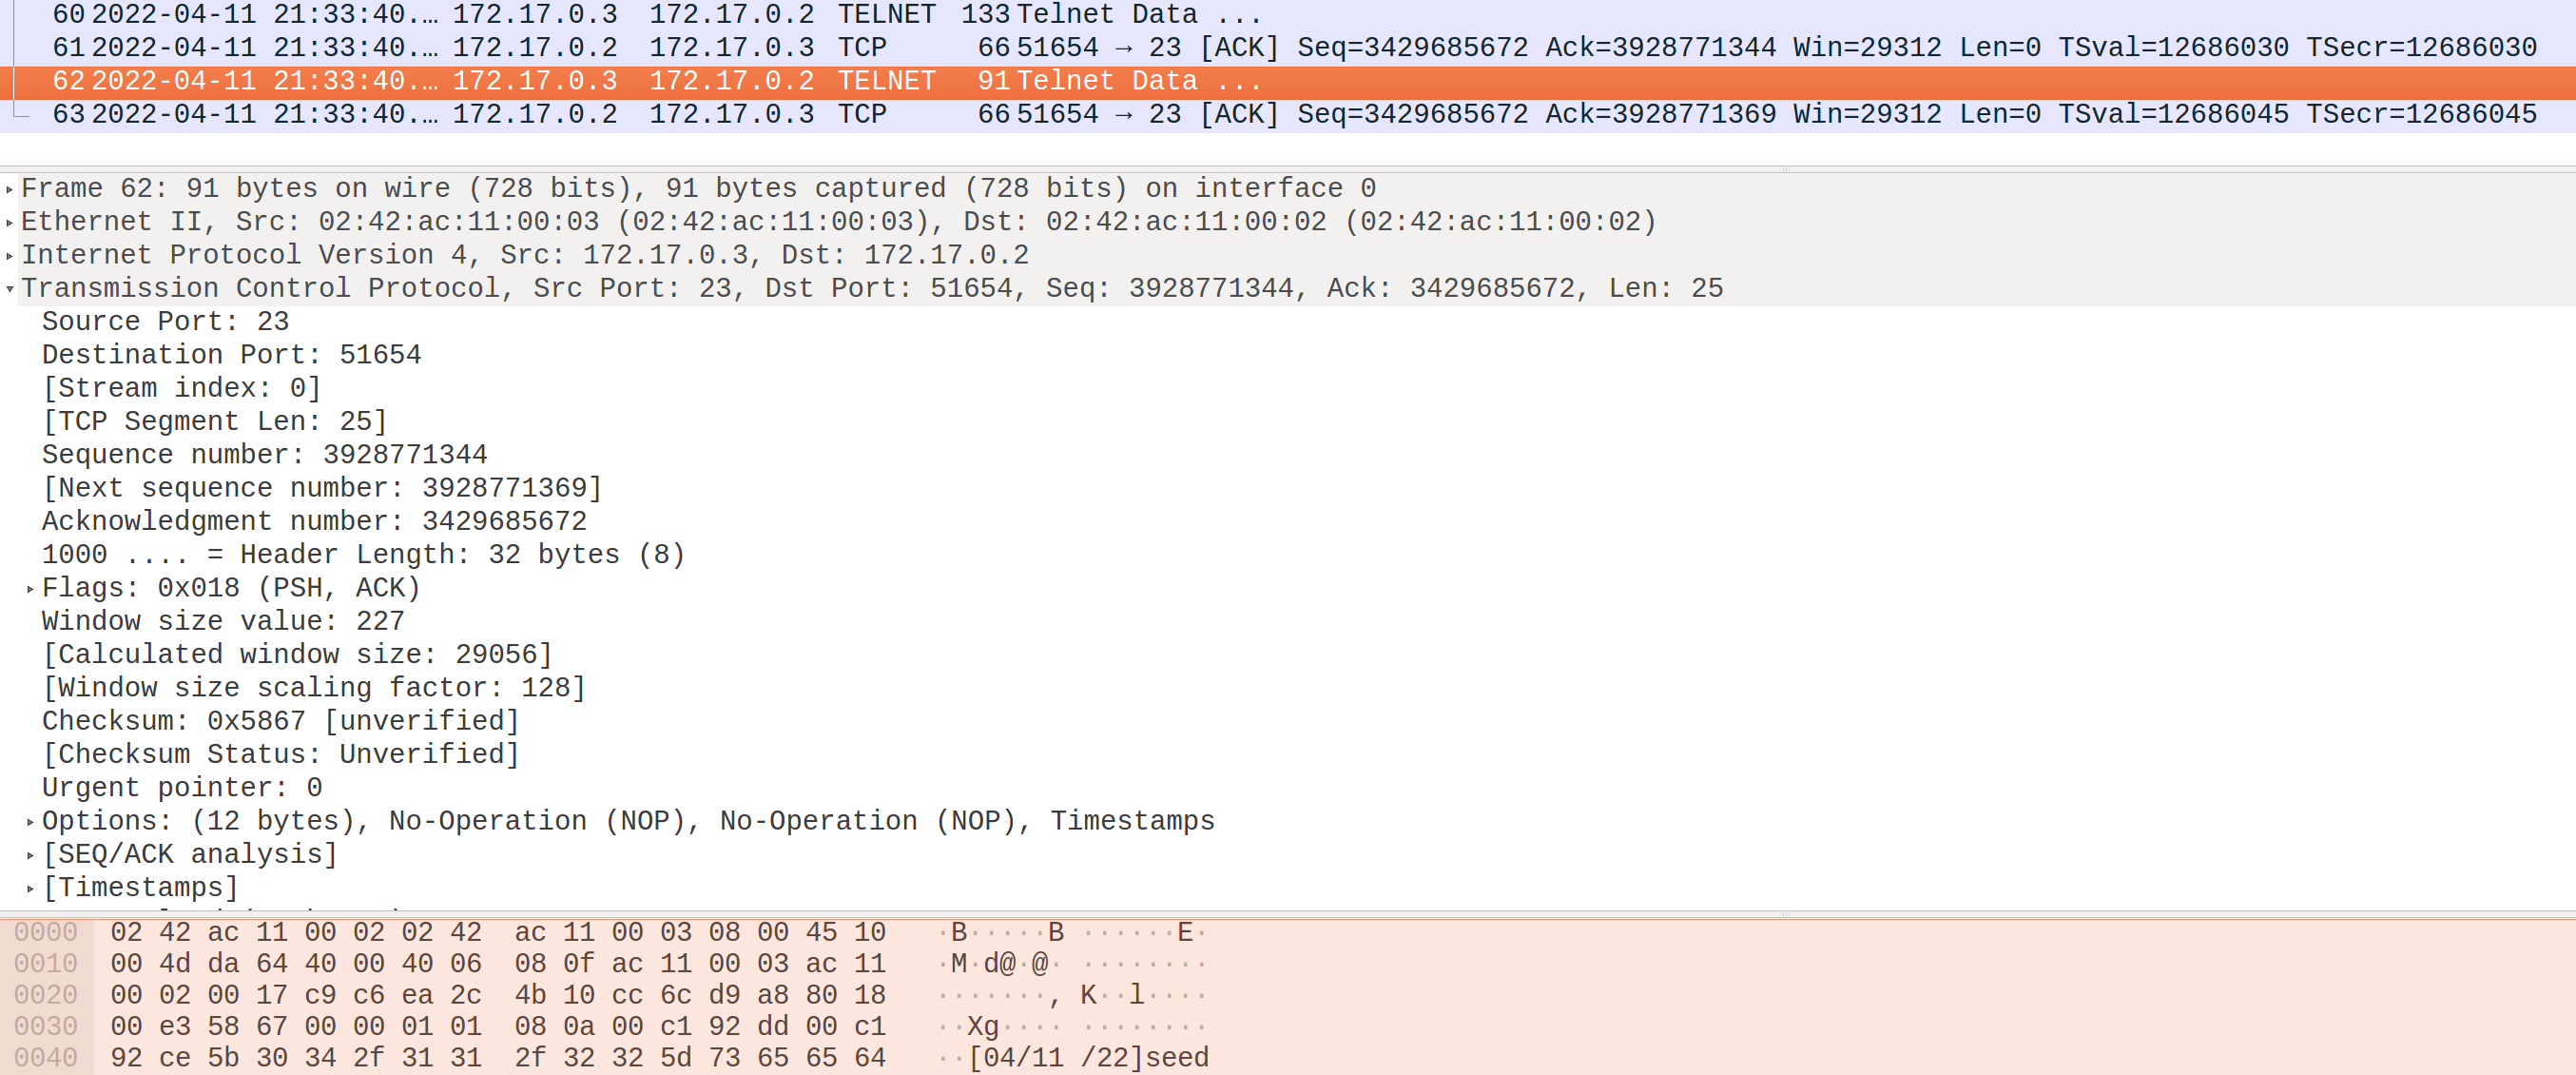 60 2022-04-11 21:33:40.… 172.17.0.3 172.17.0.2 TELNET 133 Telnet Data ...
61 2022-04-11 21:33:40.… 172.17.0.2 172.17.0.3 TCP 66 51654 → 23 [ACK] Seq=3429685672 Ack=3928771344 Win=29312 Len=0 TSval=12686030 TSecr=12686030
62 2022-04-11 21:33:40.… 172.17.0.3 172.17.0.2 TELNET 91 Telnet Data ...
63 2022-04-11 21:33:40.… 172.17.0.2 172.17.0.3 TCP 66 51654 → 23 [ACK] Seq=3429685672 Ack=3928771369 Win=29312 Len=0 TSval=12686045 TSecr=12686045
Frame 62: 91 bytes on wire (728 bits), 91 bytes captured (728 bits) on interface 0
Ethernet II, Src: 02:42:ac:11:00:03 (02:42:ac:11:00:03), Dst: 02:42:ac:11:00:02 (02:42:ac:11:00:02)
Internet Protocol Version 4, Src: 172.17.0.3, Dst: 172.17.0.2
Transmission Control Protocol, Src Port: 23, Dst Port: 51654, Seq: 3928771344, Ack: 3429685672, Len: 25
Source Port: 23
Destination Port: 51654
[Stream index: 0]
[TCP Segment Len: 25]
Sequence number: 3928771344
[Next sequence number: 3928771369]
Acknowledgment number: 3429685672
1000 .... = Header Length: 32 bytes (8)
Flags: 0x018 (PSH, ACK)
Window size value: 227
[Calculated window size: 29056]
[Window size scaling factor: 128]
Checksum: 0x5867 [unverified]
[Checksum Status: Unverified]
Urgent pointer: 0
Options: (12 bytes), No-Operation (NOP), No-Operation (NOP), Timestamps
[SEQ/ACK analysis]
[Timestamps]
0000 02 42 ac 11 00 02 02 42 ac 11 00 03 08 00 45 10 ·B·····B ······E·
0010 00 4d da 64 40 00 40 06 08 0f ac 11 00 03 ac 11 ·M·d@·@· ········
0020 00 02 00 17 c9 c6 ea 2c 4b 10 cc 6c d9 a8 80 18 ·······, K··l····
0030 00 e3 58 67 00 00 01 01 08 0a 00 c1 92 dd 00 c1 ··Xg···· ········
0040 92 ce 5b 30 34 2f 31 31 2f 32 32 5d 73 65 65 64 ··[04/11 /22]seed